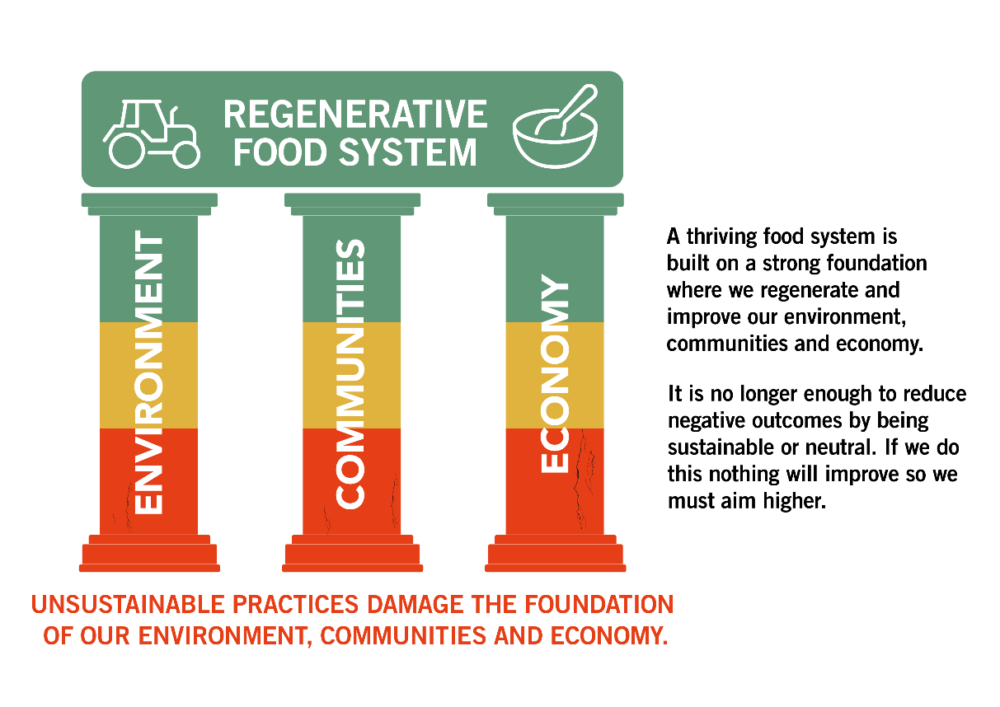 REGENERATIVE
FOOD SYSTEM
ENVIRONMENT
COMMUNITIES
ECONOMY
A thriving food system is
built on a strong foundation
where we regenerate and
improve our environment,
communities and economy.
It is no longer enough to reduce
negative outcomes by being
sustainable or neutral. If we do
this nothing will improve so we
must aim higher.
UNSUSTAINABLE PRACTICES DAMAGE THE FOUNDATION
OF OUR ENVIRONMENT, COMMUNITIES AND ECONOMY.